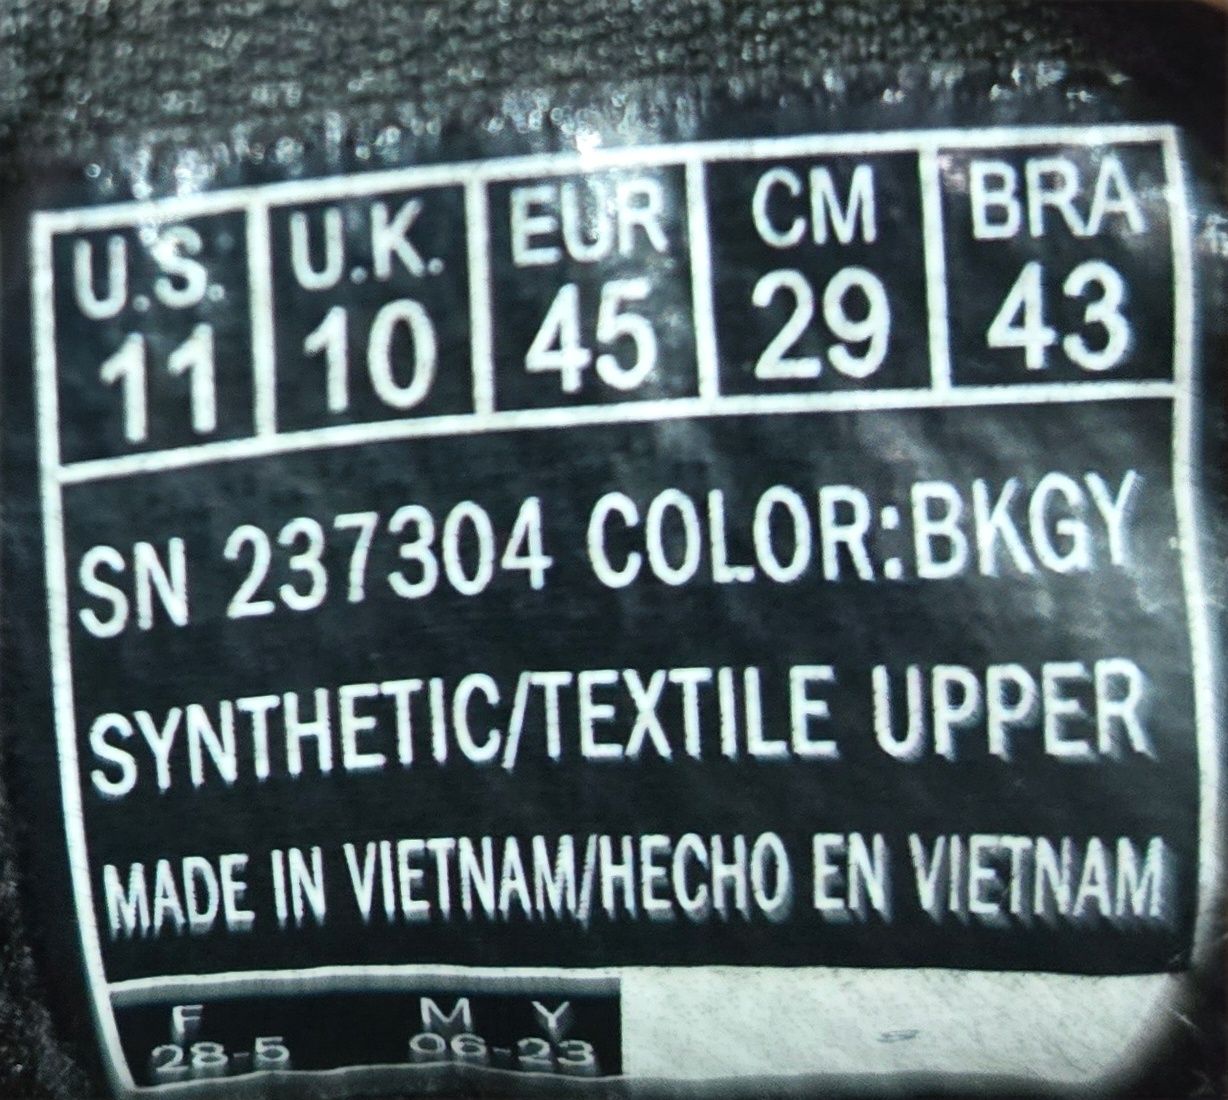 U.S. U.K. EUR CM BRA
11 10 45 29 43
SN 237304 COLOR:BKGY
SYNTHETIC/TEXTILE UPPER
MADE IN VIETNAM/HECHO EN VIETNAM
F M Y
28-5 06-23